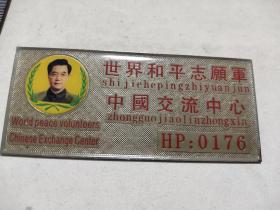 世界和平志願軍
shijiehepingzhiyuanjun
中國交流中心
zhongguojiaoliuzhongxin
World peace volunteers
Chinese Exchange Center
HP:0176